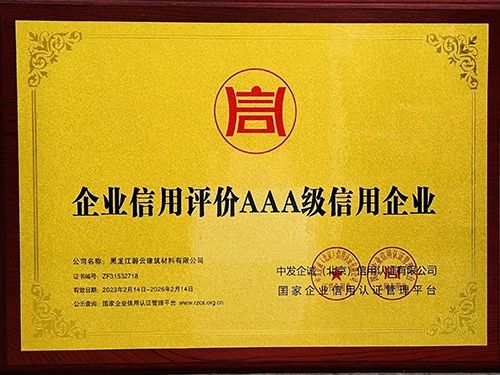 企业信用评价AAA级信用企业
公司名称：黑龙江爵云建筑材料有限公司
证书编号：ZF31532718
有效日期：2023年2月14日-2026年2月14日
公示查询：国家企业信用认证管理平台 www.rzcx.org.cn
中发企诚（北京）信用认证有限公司
国家企业信用认证管理平台